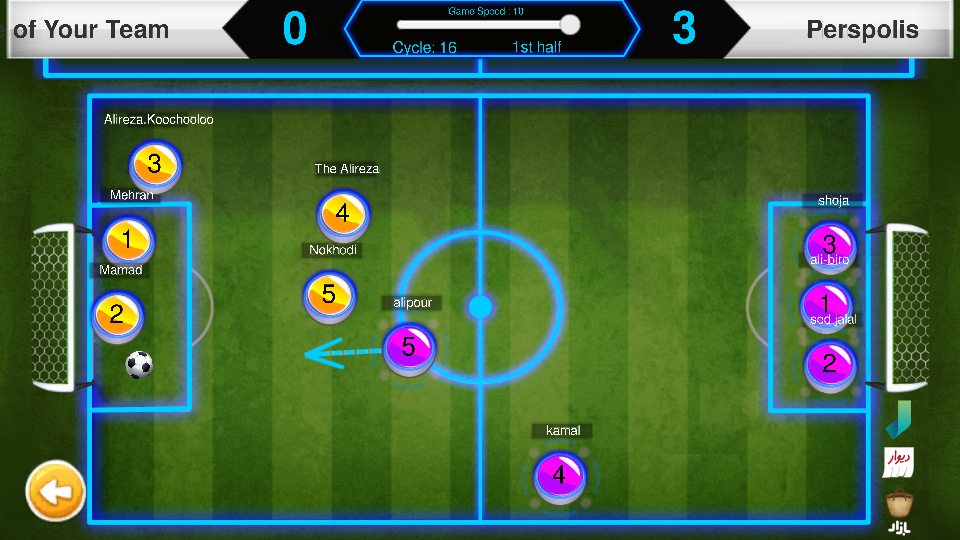 of Your Team
0
Game Speed : 10
Cycle: 16
1st half
3
Perspolis
Alireza.Koochooloo
3
Mehran
1
Mamad
2
The Alireza
4
Nokhodi
5
alipour
5
kamal
4
shoja
3
ali-biro
1
sed jalal
2
دیوار
بازار